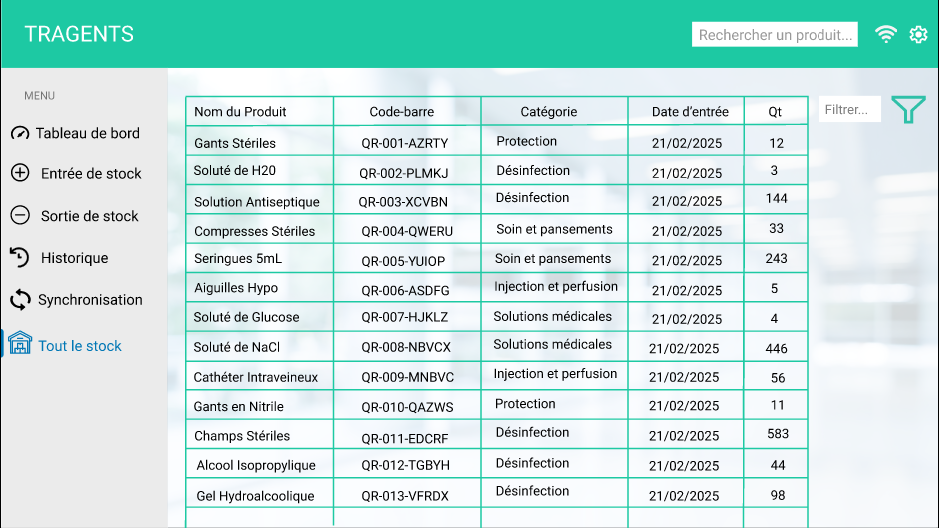 TRAGENTS
Rechercher un produit...
MENU
Tableau de bord
Entrée de stock
Sortie de stock
Historique
Synchronisation
Tout le stock
Filtrer...
Nom du Produit Code-barre Catégorie Date d’entrée Qt
Gants Stériles QR-001-AZRTY Protection 21/02/2025 12
Soluté de H20 QR-002-PLMKJ Désinfection 21/02/2025 3
Solution Antiseptique QR-003-XCVBN Désinfection 21/02/2025 144
Compresses Stériles QR-004-QWERU Soin et pansements 21/02/2025 33
Seringues 5mL QR-005-YUIOP Soin et pansements 21/02/2025 243
Aiguilles Hypo QR-006-ASDFG Injection et perfusion 21/02/2025 5
Soluté de Glucose QR-007-HJKLZ Solutions médicales 21/02/2025 4
Soluté de NaCl QR-008-NBVCX Solutions médicales 21/02/2025 446
Cathéter Intraveineux QR-009-MNBVC Injection et perfusion 21/02/2025 56
Gants en Nitrile QR-010-QAZWS Protection 21/02/2025 11
Champs Stériles QR-011-EDCRF Désinfection 21/02/2025 583
Alcool Isopropylique QR-012-TGBYH Désinfection 21/02/2025 44
Gel Hydroalcoolique QR-013-VFRDX Désinfection 21/02/2025 98